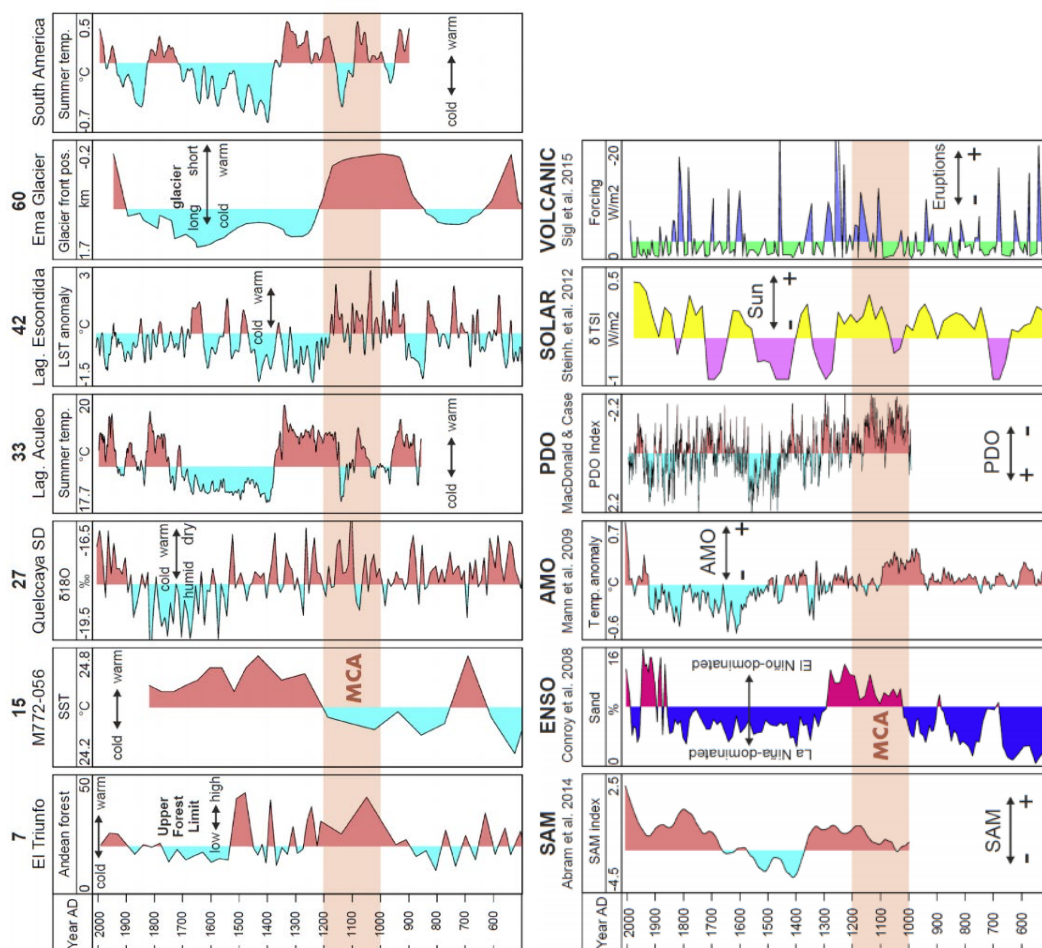 South America
Summer temp.
-0.7 °C 0.5
cold warm
60
Ema Glacier
Glacier front pos.
1.7 km -0.2
glacier
long short
cold warm
42
Lag. Escondida
LST anomaly
-1.5 °C 3
cold warm
33
Lag. Aculeo
Summer temp.
17.7 °C 20
cold warm
27
Quelccaya SD
δ18O
-19.5 ‰ -16.5
cold warm
humid dry
15
M772-056
SST
24.2 °C 24.8
cold warm
MCA
7
El Triunfo
Andean forest
0 50
cold warm
Upper
Forest
Limit
low high
Year AD
2000
1900
1800
1700
1600
1500
1400
1300
1200
1100
1000
900
800
700
600
VOLCANIC
Sigl et al. 2015
Forcing
0 W/m2 -20
Eruptions
- +
SOLAR
Steinh. et al. 2012
δ TSI
-1 W/m2 0.5
Sun
- +
PDO
MacDonald & Case
PDO Index
2.2 -2.2
PDO
+ -
AMO
Mann et al. 2009
Temp. anomaly
-0.6 °C 0.7
AMO
- +
ENSO
Conroy et al. 2008
Sand
0 % 16
La Niña-dominated El Niño-dominated
MCA
SAM
Abram et al. 2014
SAM index
-4.5 2.5
SAM
- +
Year AD
2000
1900
1800
1700
1600
1500
1400
1300
1200
1100
1000
900
800
700
600